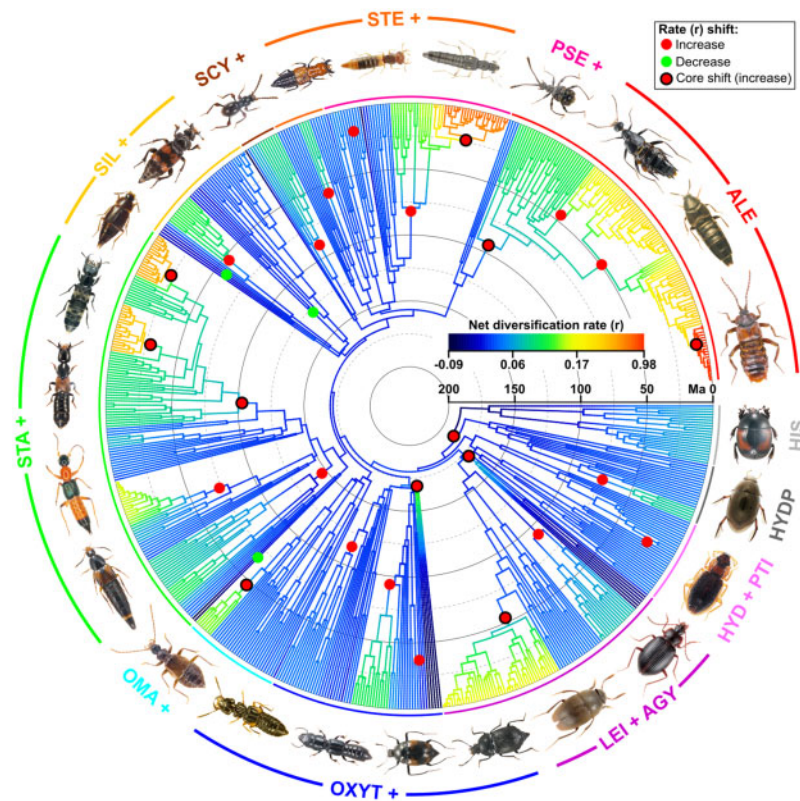 STE +
Rate (r) shift:
Increase
Decrease
Core shift (increase)
PSE +
SCY +
SIL +
ALE
Net diversification rate (r)
-0.09 0.06 0.17 0.98
200 150 100 50 Ma 0
HIS
STA +
HYDP
HYD + PTI
LEI + AGY
OMA +
OXYT +